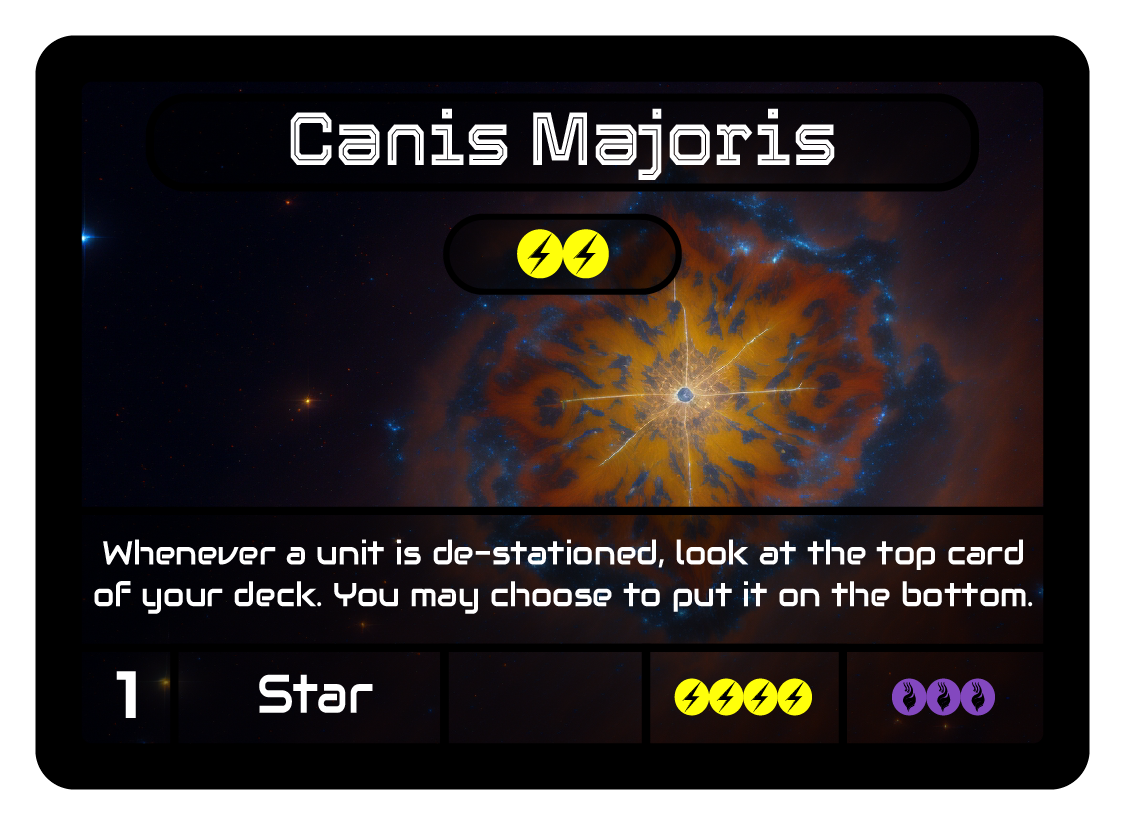 Canis Majoris
Whenever a unit is de-stationed, look at the top card
of your deck. You may choose to put it on the bottom.
1 Star